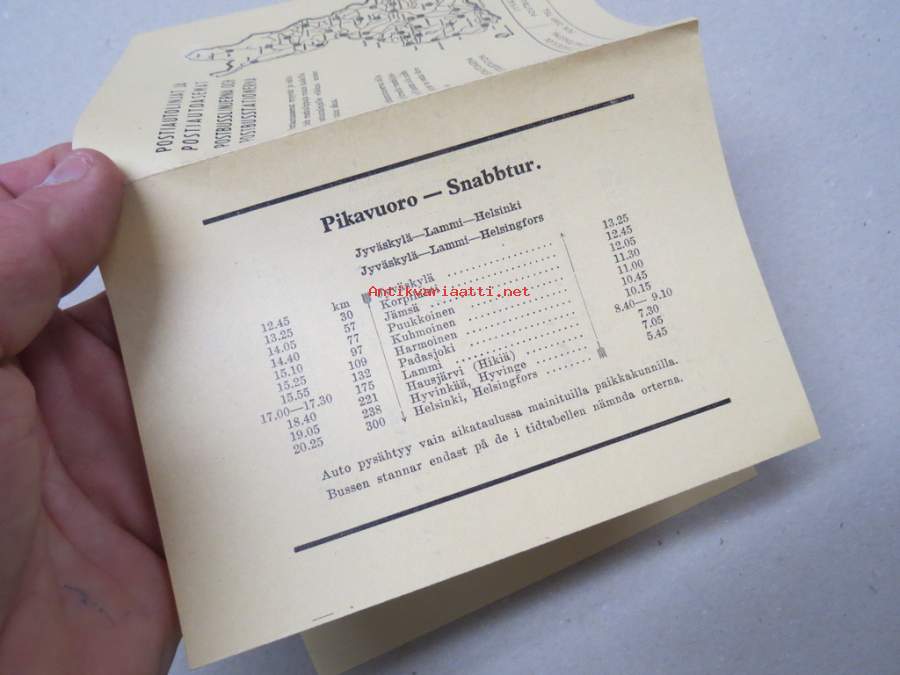 POSTIAUTOLINJAT JA
POSTIAUTOASEMAT
POSTBUSSLINJERNA OCH
POSTBUSSTATIONERNA
Pikavuoro — Snabbtur.
Jyväskylä—Lammi—Helsinki
Jyväskylä—Lammi—Helsingfors
12.45 km Jyväskylä 13.25
13.25 30 Korpilahti 12.45
14.05 57 Jämsä 12.05
14.40 77 Puukkoinen 11.30
15.10 97 Kuhmoinen 11.00
15.25 109 Harmoinen 10.45
15.55 132 Padasjoki 10.15
17.00—17.30 175 Lammi 8.40— 9.10
18.40 221 Hausjärvi (Hikiä) 7.30
19.05 238 Hyvinkää, Hyvinge 7.05
20.25 300 Helsinki, Helsingfors 5.45
Auto pysähtyy vain aikataulussa mainituilla paikkakunnilla.
Bussen stannar endast på de i tidtabellen nämnda orterna.
Antikvariaatti.net